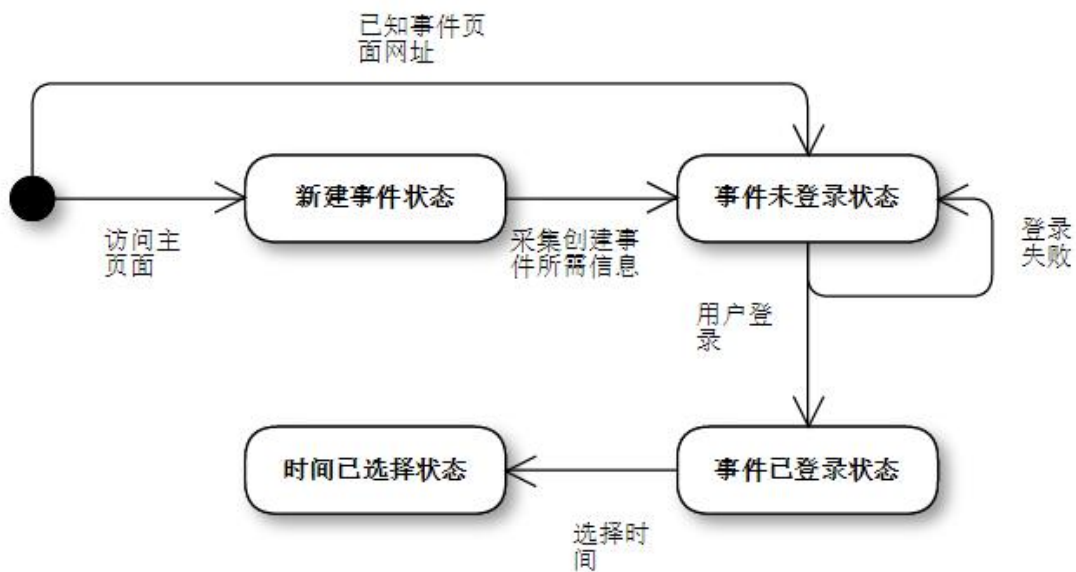 已知事件页
面网址
新建事件状态
事件未登录状态
访问主
页面
采集创建事
件所需信息
登录
失败
用户登
录
时间已选择状态
事件已登录状态
选择时
间